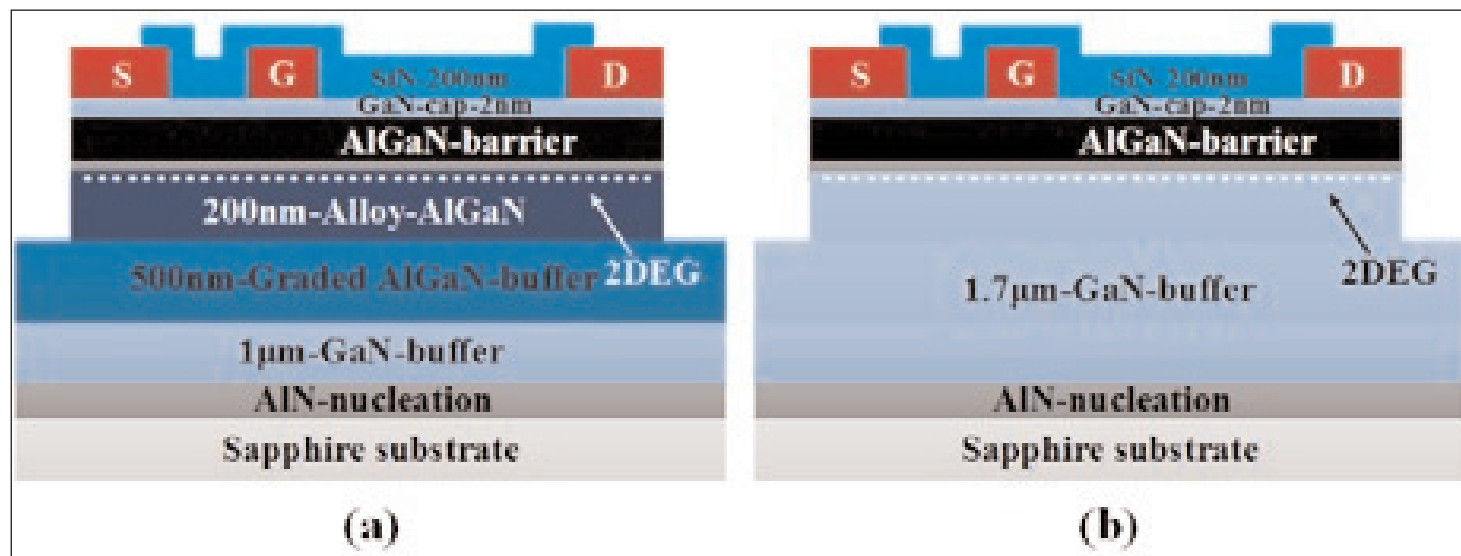 S
G
D
SiN-200nm
GaN-cap-2nm
AlGaN-barrier
200nm-Alloy-AlGaN
500nm-Graded AlGaN-buffer
2DEG
1μm-GaN-buffer
AlN-nucleation
Sapphire substrate
(a)
S
G
D
SiN-200nm
GaN-cap-2nm
AlGaN-barrier
2DEG
1.7μm-GaN-buffer
AlN-nucleation
Sapphire substrate
(b)